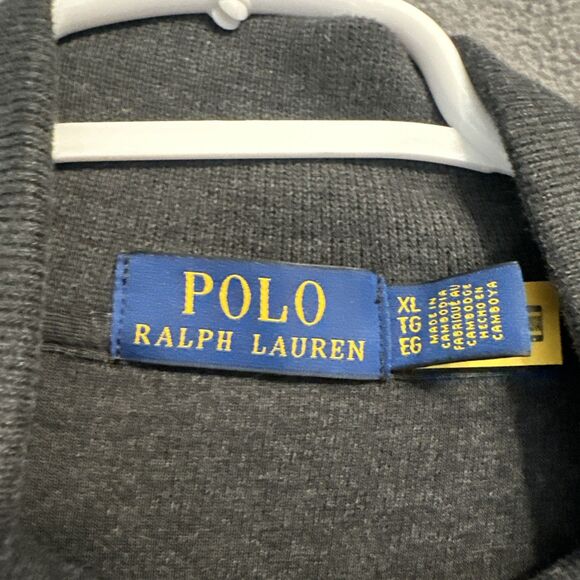 POLO
RALPH LAUREN
XL
TG
EG
MADE IN
CAMBODIA
FABRIQUÉ AU
CAMBODGE
HECHO EN
CAMBOYA